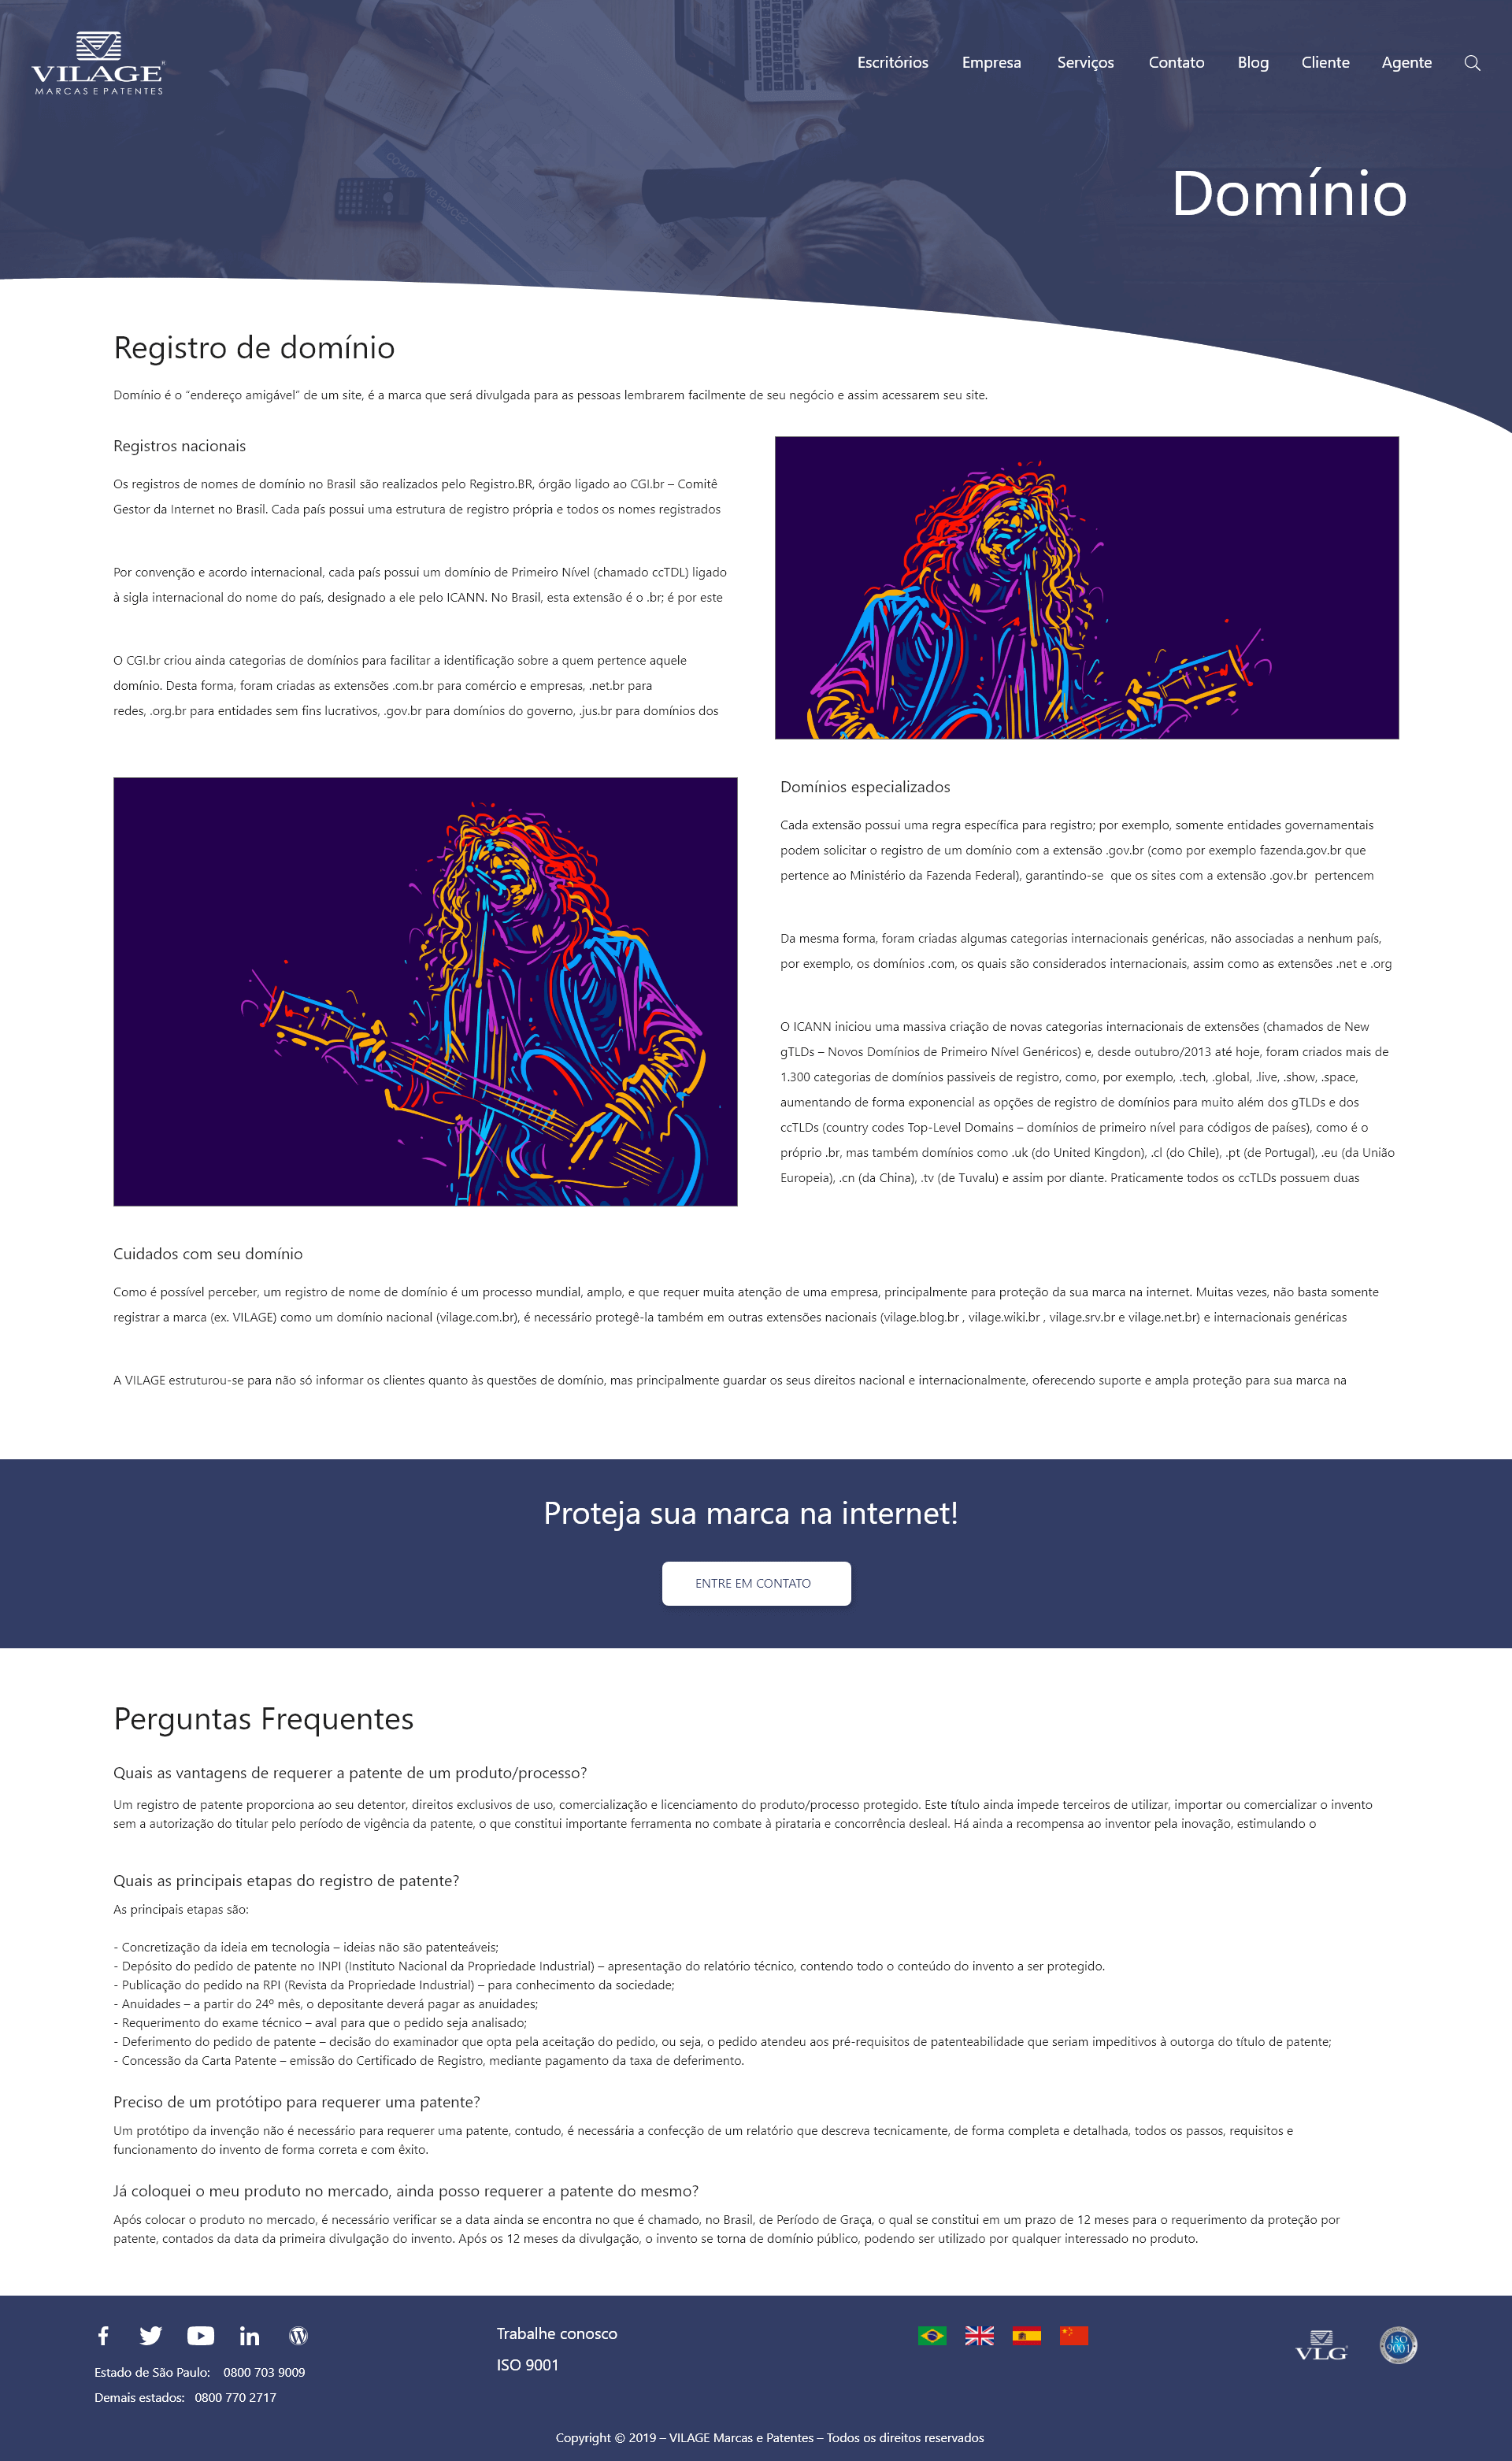 VILAGE
MARCAS E PATENTES
Escritórios Empresa Serviços Contato Blog Cliente Agente
Domínio
Registro de domínio
Domínio é o “endereço amigável” de um site, é a marca que será divulgada para as pessoas lembrarem facilmente de seu negócio e assim acessarem seu site.
Registros nacionais
Os registros de nomes de domínio no Brasil são realizados pelo Registro.BR, órgão ligado ao CGI.br – Comitê
Gestor da Internet no Brasil. Cada país possui uma estrutura de registro própria e todos os nomes registrados
Por convenção e acordo internacional, cada país possui um domínio de Primeiro Nível (chamado ccTDL) ligado
à sigla internacional do nome do país, designado a ele pelo ICANN. No Brasil, esta extensão é o .br; é por este
O CGI.br criou ainda categorias de domínios para facilitar a identificação sobre a quem pertence aquele
domínio. Desta forma, foram criadas as extensões .com.br para comércio e empresas, .net.br para
redes, .org.br para entidades sem fins lucrativos, .gov.br para domínios do governo, .jus.br para domínios dos
Domínios especializados
Cada extensão possui uma regra específica para registro; por exemplo, somente entidades governamentais
podem solicitar o registro de um domínio com a extensão .gov.br (como por exemplo fazenda.gov.br que
pertence ao Ministério da Fazenda Federal), garantindo-se que os sites com a extensão .gov.br pertencem
Da mesma forma, foram criadas algumas categorias internacionais genéricas, não associadas a nenhum país,
por exemplo, os domínios .com, os quais são considerados internacionais, assim como as extensões .net e .org
O ICANN iniciou uma massiva criação de novas categorias internacionais de extensões (chamados de New
gTLDs – Novos Domínios de Primeiro Nível Genéricos) e, desde outubro/2013 até hoje, foram criados mais de
1.300 categorias de domínios passiveis de registro, como, por exemplo, .tech, .global, .live, .show, .space,
aumentando de forma exponencial as opções de registro de domínios para muito além dos gTLDs e dos
ccTLDs (country codes Top-Level Domains – domínios de primeiro nível para códigos de países), como é o
próprio .br, mas também domínios como .uk (do United Kingdon), .cl (do Chile), .pt (de Portugal), .eu (da União
Europeia), .cn (da China), .tv (de Tuvalu) e assim por diante. Praticamente todos os ccTLDs possuem duas
Cuidados com seu domínio
Como é possível perceber, um registro de nome de domínio é um processo mundial, amplo, e que requer muita atenção de uma empresa, principalmente para proteção da sua marca na internet. Muitas vezes, não basta somente
registrar a marca (ex. VILAGE) como um domínio nacional (vilage.com.br), é necessário protegê-la também em outras extensões nacionais (vilage.blog.br , vilage.wiki.br , vilage.srv.br e vilage.net.br) e internacionais genéricas
A VILAGE estruturou-se para não só informar os clientes quanto às questões de domínio, mas principalmente guardar os seus direitos nacional e internacionalmente, oferecendo suporte e ampla proteção para sua marca na
Proteja sua marca na internet!
ENTRE EM CONTATO
Perguntas Frequentes
Quais as vantagens de requerer a patente de um produto/processo?
Um registro de patente proporciona ao seu detentor, direitos exclusivos de uso, comercialização e licenciamento do produto/processo protegido. Este título ainda impede terceiros de utilizar, importar ou comercializar o invento
sem a autorização do titular pelo período de vigência da patente, o que constitui importante ferramenta no combate à pirataria e concorrência desleal. Há ainda a recompensa ao inventor pela inovação, estimulando o
Quais as principais etapas do registro de patente?
As principais etapas são:
- Concretização da ideia em tecnologia – ideias não são patenteáveis;
- Depósito do pedido de patente no INPI (Instituto Nacional da Propriedade Industrial) – apresentação do relatório técnico, contendo todo o conteúdo do invento a ser protegido.
- Publicação do pedido na RPI (Revista da Propriedade Industrial) – para conhecimento da sociedade;
- Anuidades – a partir do 24º mês, o depositante deverá pagar as anuidades;
- Requerimento do exame técnico – aval para que o pedido seja analisado;
- Deferimento do pedido de patente – decisão do examinador que opta pela aceitação do pedido, ou seja, o pedido atendeu aos pré-requisitos de patenteabilidade que seriam impeditivos à outorga do título de patente;
- Concessão da Carta Patente – emissão do Certificado de Registro, mediante pagamento da taxa de deferimento.
Preciso de um protótipo para requerer uma patente?
Um protótipo da invenção não é necessário para requerer uma patente, contudo, é necessária a confecção de um relatório que descreva tecnicamente, de forma completa e detalhada, todos os passos, requisitos e
funcionamento do invento de forma correta e com êxito.
Já coloquei o meu produto no mercado, ainda posso requerer a patente do mesmo?
Após colocar o produto no mercado, é necessário verificar se a data ainda se encontra no que é chamado, no Brasil, de Período de Graça, o qual se constitui em um prazo de 12 meses para o requerimento da proteção por
patente, contados da data da primeira divulgação do invento. Após os 12 meses da divulgação, o invento se torna de domínio público, podendo ser utilizado por qualquer interessado no produto.
Estado de São Paulo: 0800 703 9009
Demais estados: 0800 770 2717
Trabalhe conosco
ISO 9001
VLG
ISO
9001
Copyright © 2019 – VILAGE Marcas e Patentes – Todos os direitos reservados